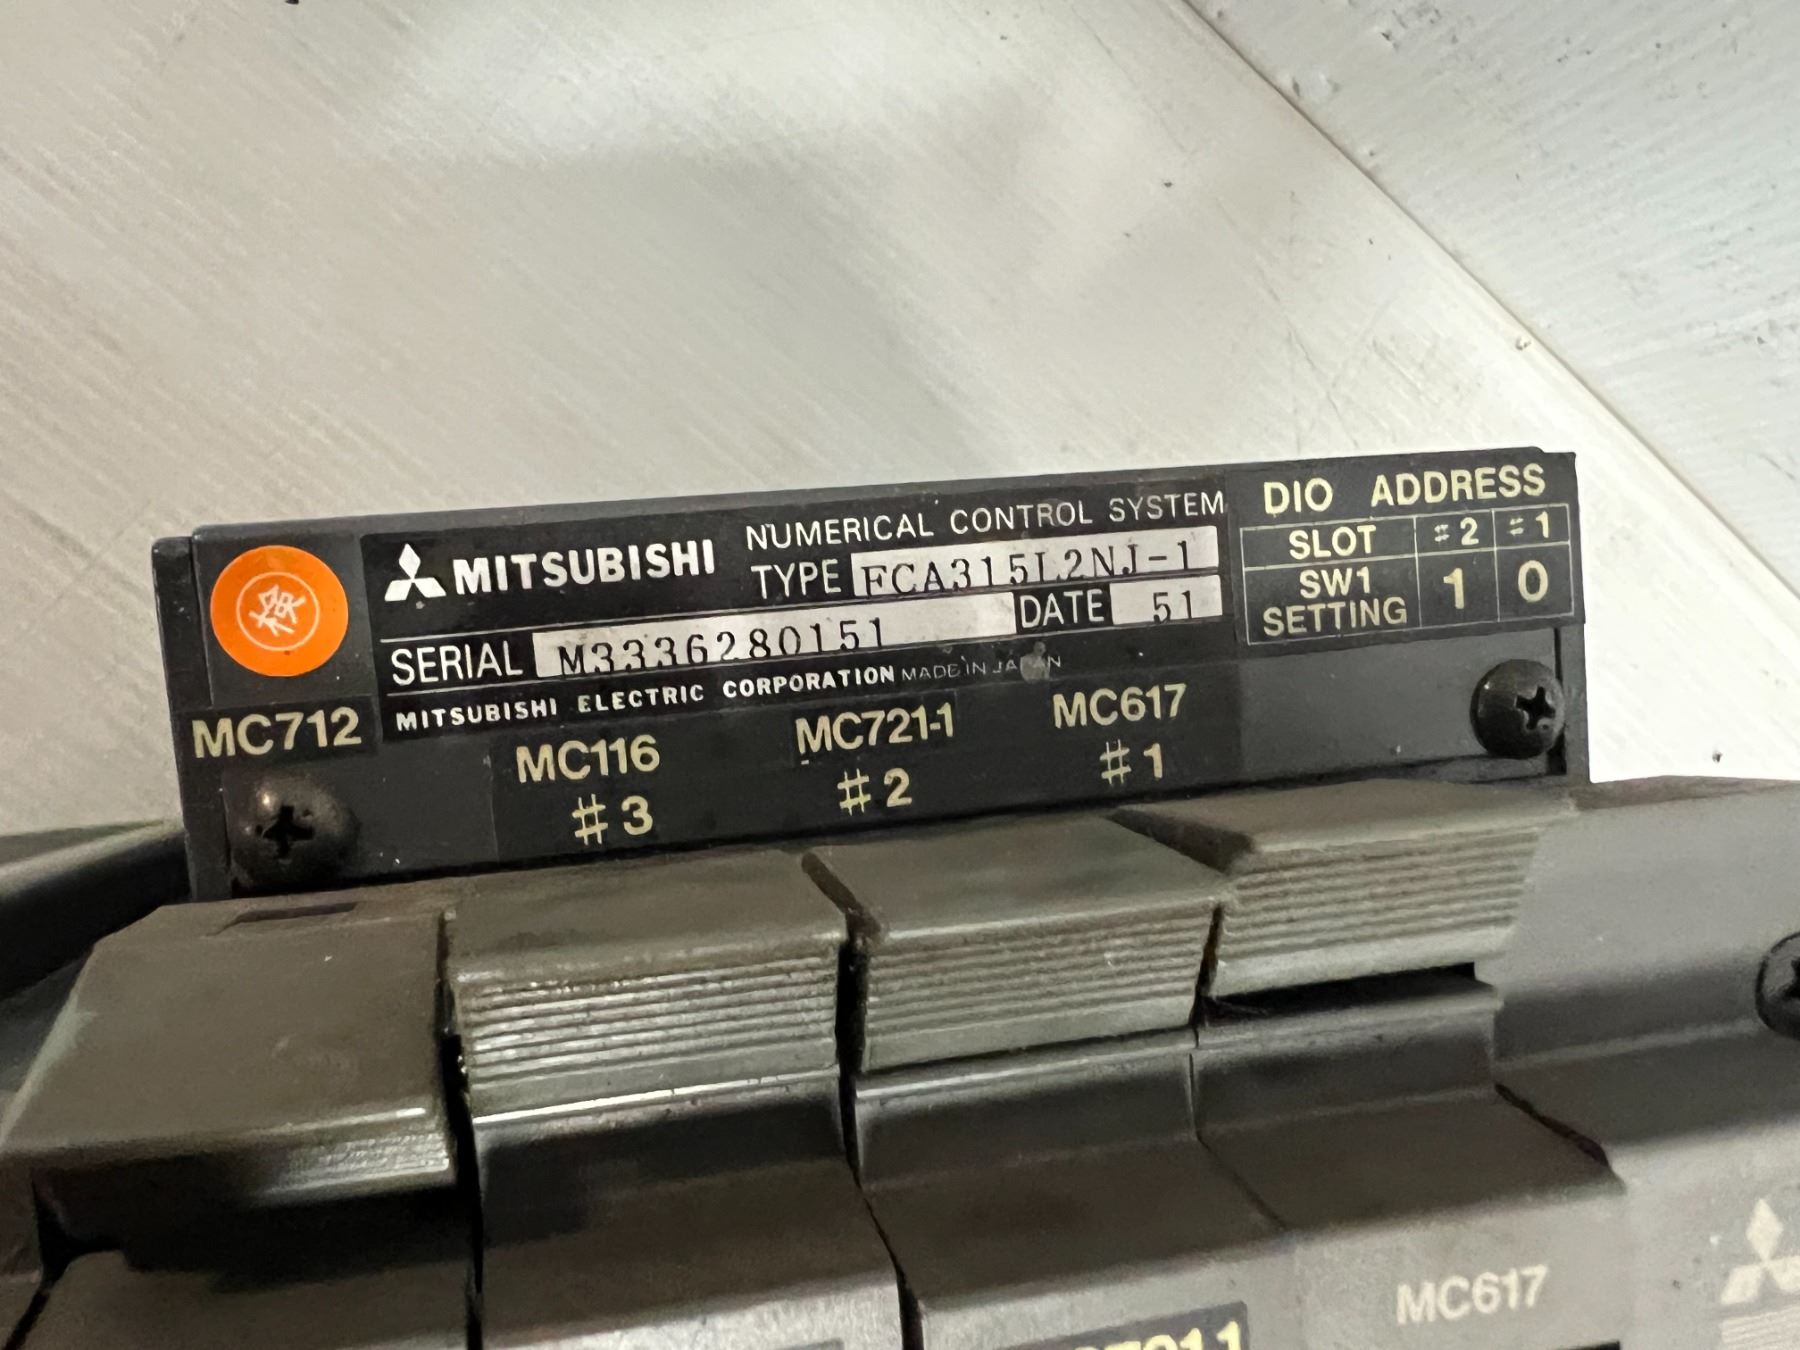 MITSUBISHI
NUMERICAL CONTROL SYSTEM
TYPE FCA315L2NJ-1
SERIAL M3336280151
DATE 51
MITSUBISHI ELECTRIC CORPORATION MADE IN JAPAN
DIO ADDRESS
SLOT #2 #1
SW1 SETTING 1 0
MC712
MC116
#3
MC721-1
#2
MC617
#1
MC617